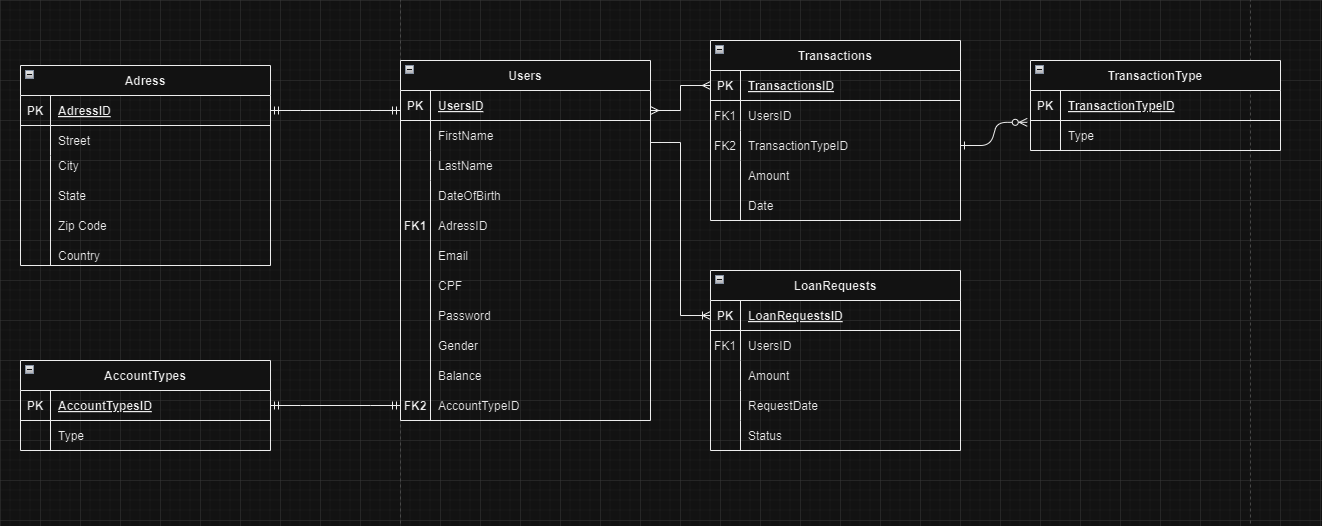 Adress
PK AdressID
Street
City
State
Zip Code
Country
AccountTypes
PK AccountTypesID
Type
Users
PK UsersID
FirstName
LastName
DateOfBirth
FK1 AdressID
Email
CPF
Password
Gender
Balance
FK2 AccountTypeID
Transactions
PK TransactionsID
FK1 UsersID
FK2 TransactionTypeID
Amount
Date
LoanRequests
PK LoanRequestsID
FK1 UsersID
Amount
RequestDate
Status
TransactionType
PK TransactionTypeID
Type